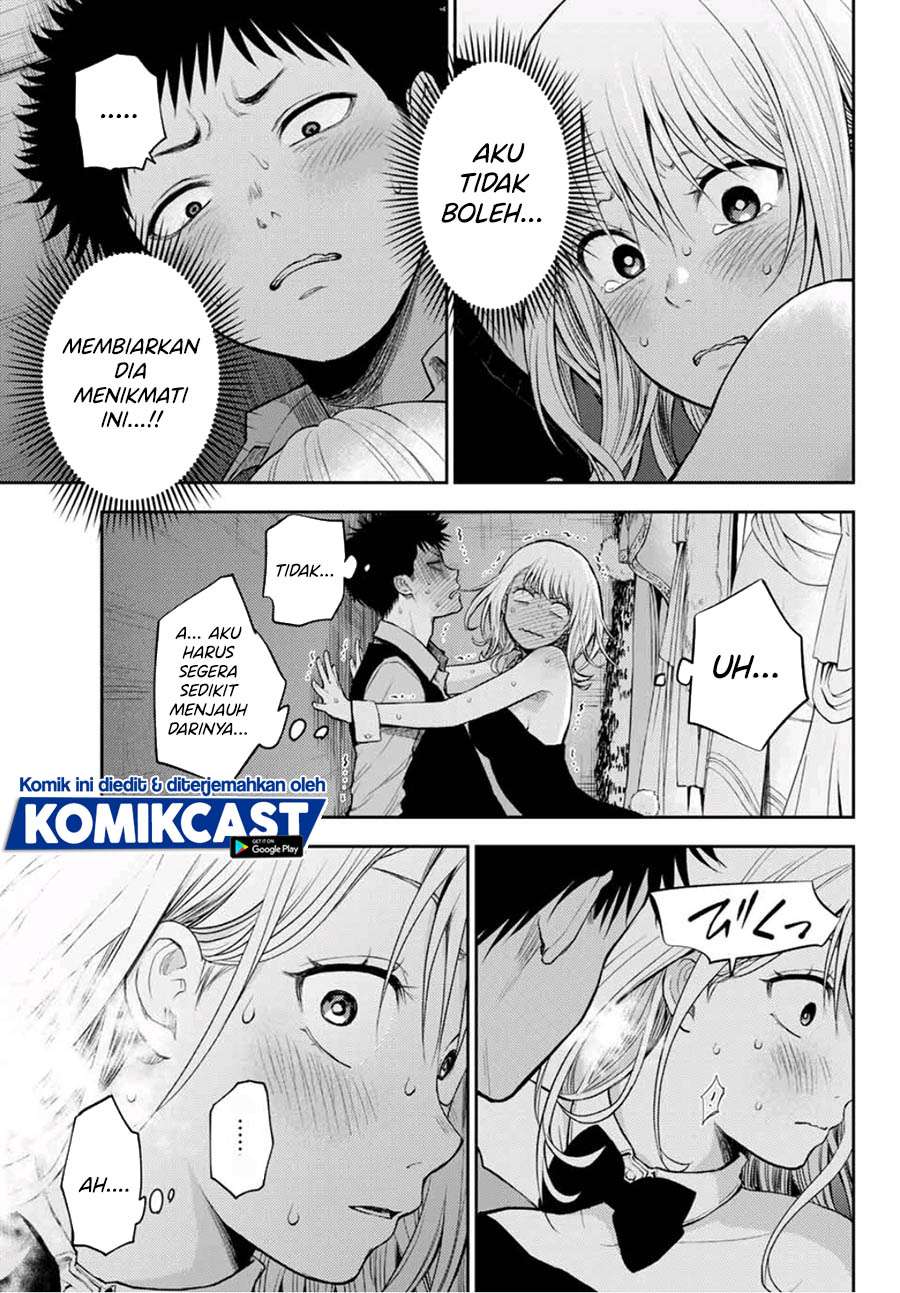 AKU
TIDAK
BOLEH...
.....
MEMBIARKAN
DIA
MENIKMATI
INI...!!
UH...
TIDAK...
A... AKU
HARUS
SEGERA
SEDIKIT
MENJAUH
DARINYA...
Komik ini diedit & diterjemahkan oleh
KOMIKCAST
GET IT ON
Google Play
びくっ
!
......
AH....